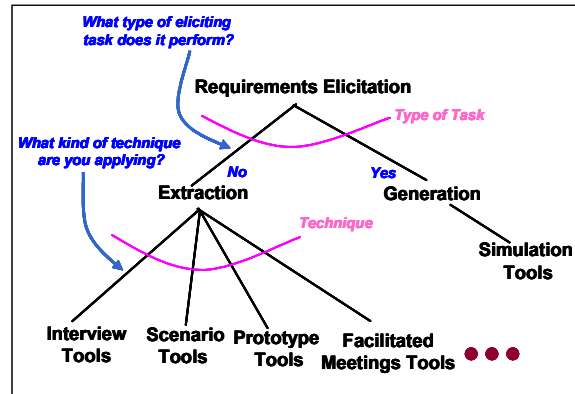 What type of eliciting
task does it perform?
Requirements Elicitation
Type of Task
What kind of technique
are you applying?
No
Yes
Extraction
Generation
Technique
Simulation
Tools
Interview
Tools
Scenario
Tools
Prototype
Tools
Facilitated
Meetings Tools